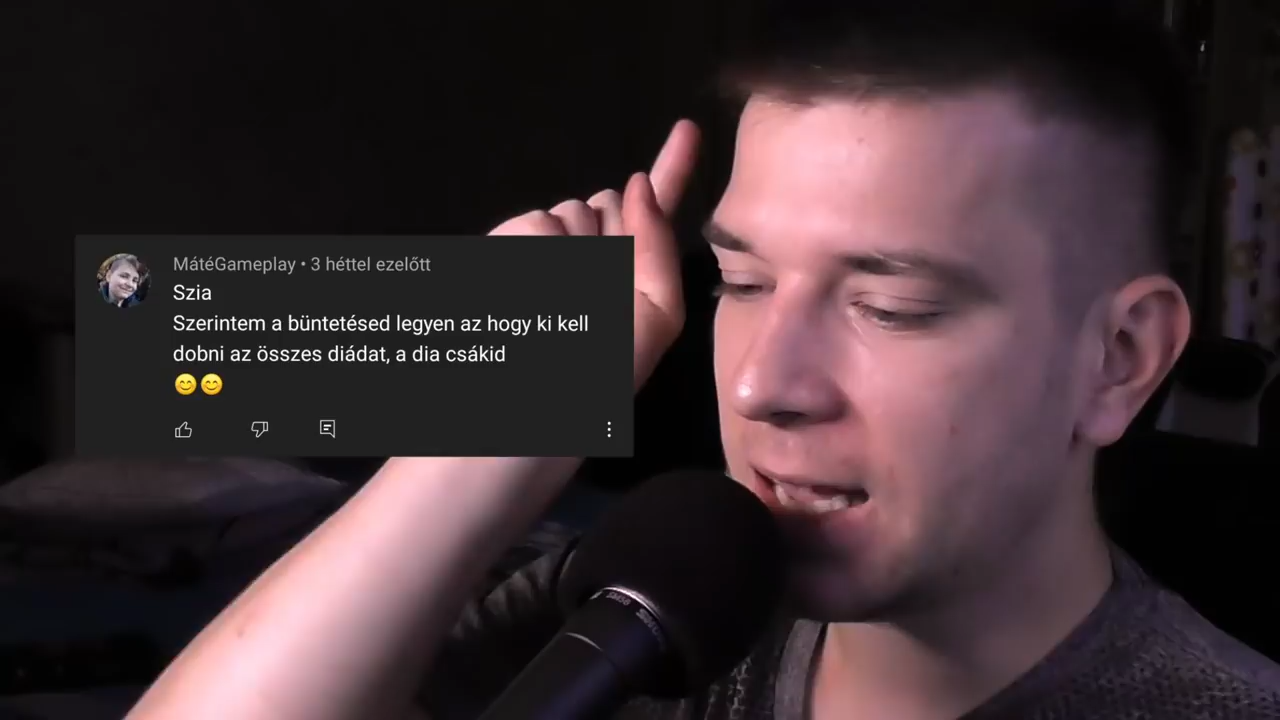 MátéGameplay • 3 héttel ezelőtt
Szia
Szerintem a büntetésed legyen az hogy ki kell
dobni az összes diádat, a dia csákid
😊😊